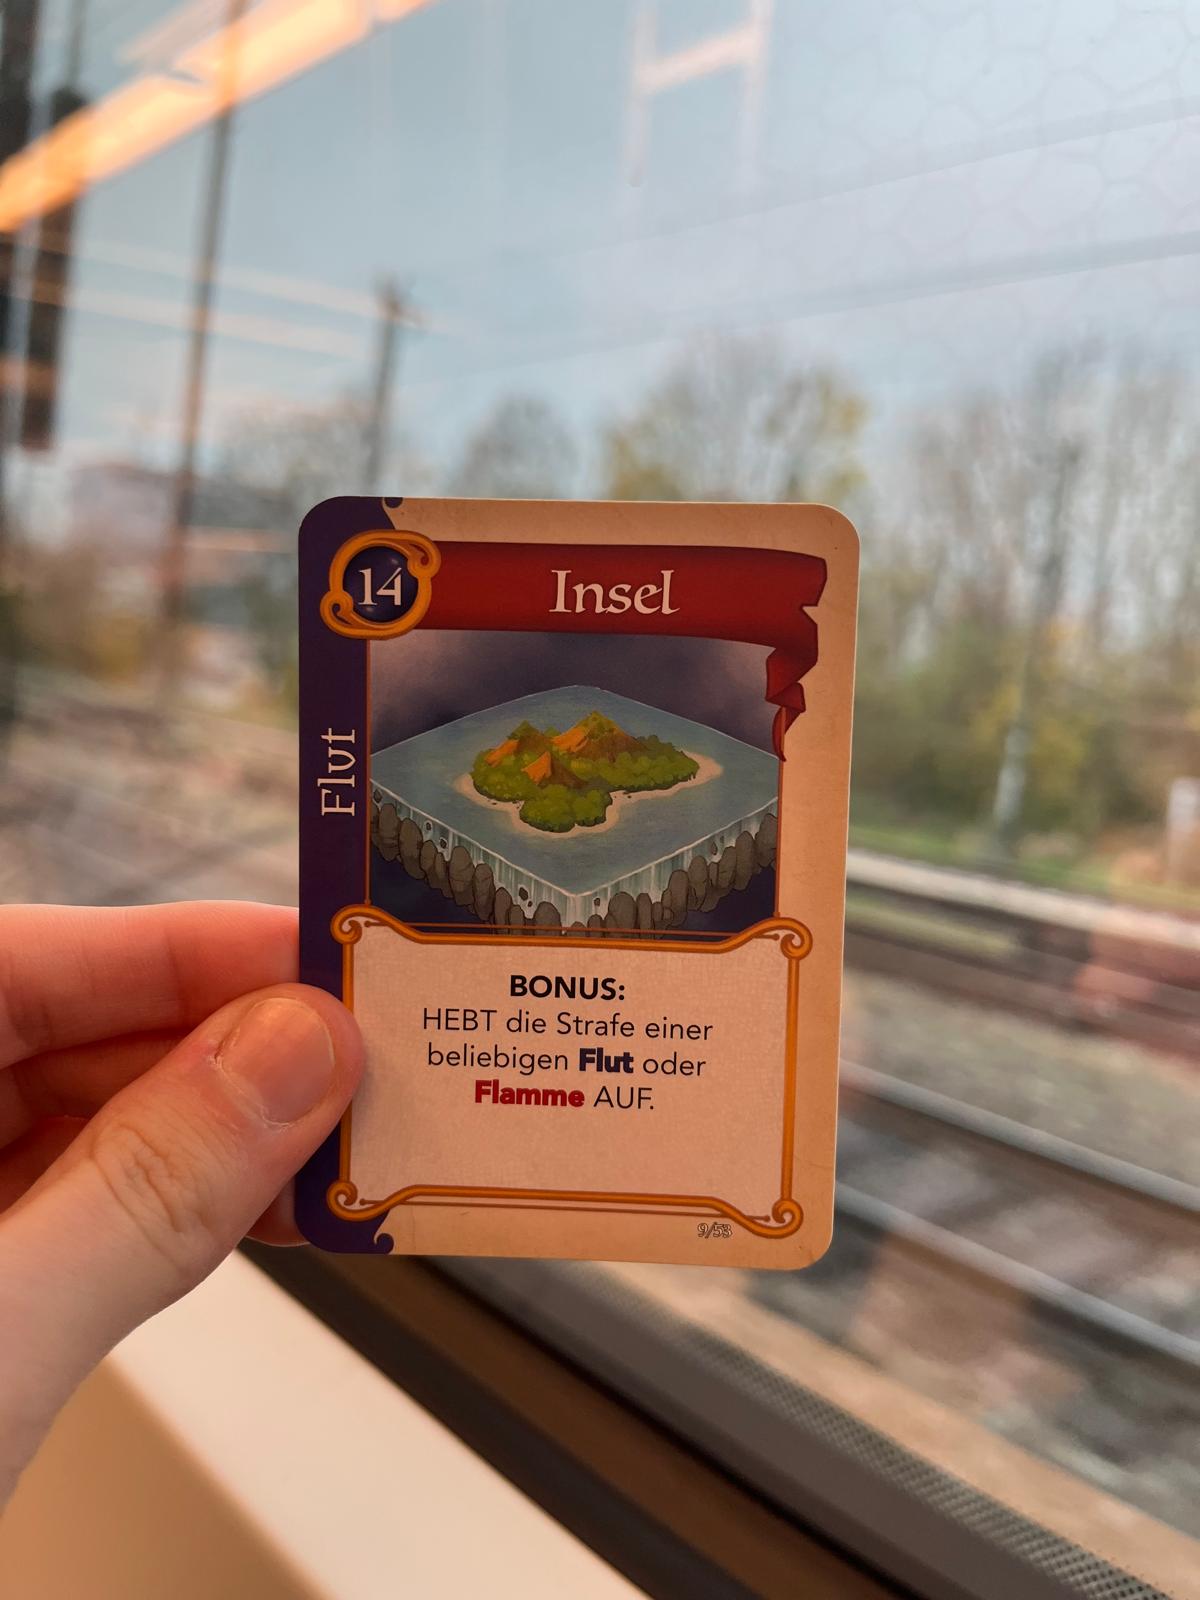 14
Insel
Flut
BONUS:
HEBT die Strafe einer
beliebigen Flut oder
Flamme AUF.
9/53